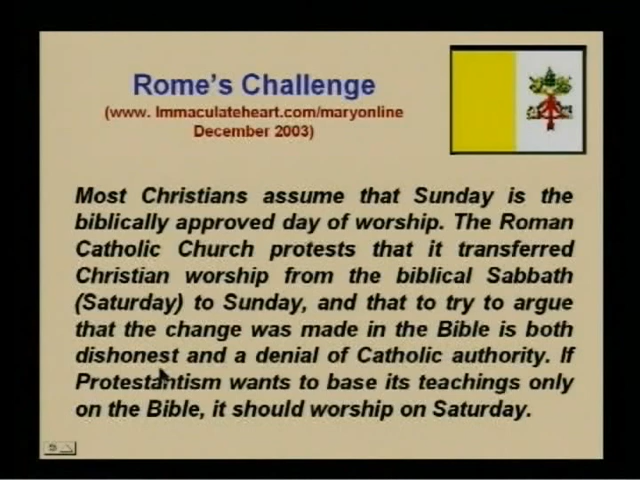 Rome's Challenge
(www. Immaculateheart.com/maryonline
December 2003)
Most Christians assume that Sunday is the
biblically approved day of worship. The Roman
Catholic Church protests that it transferred
Christian worship from the biblical Sabbath
(Saturday) to Sunday, and that to try to argue
that the change was made in the Bible is both
dishonest and a denial of Catholic authority. If
Protestantism wants to base its teachings only
on the Bible, it should worship on Saturday.